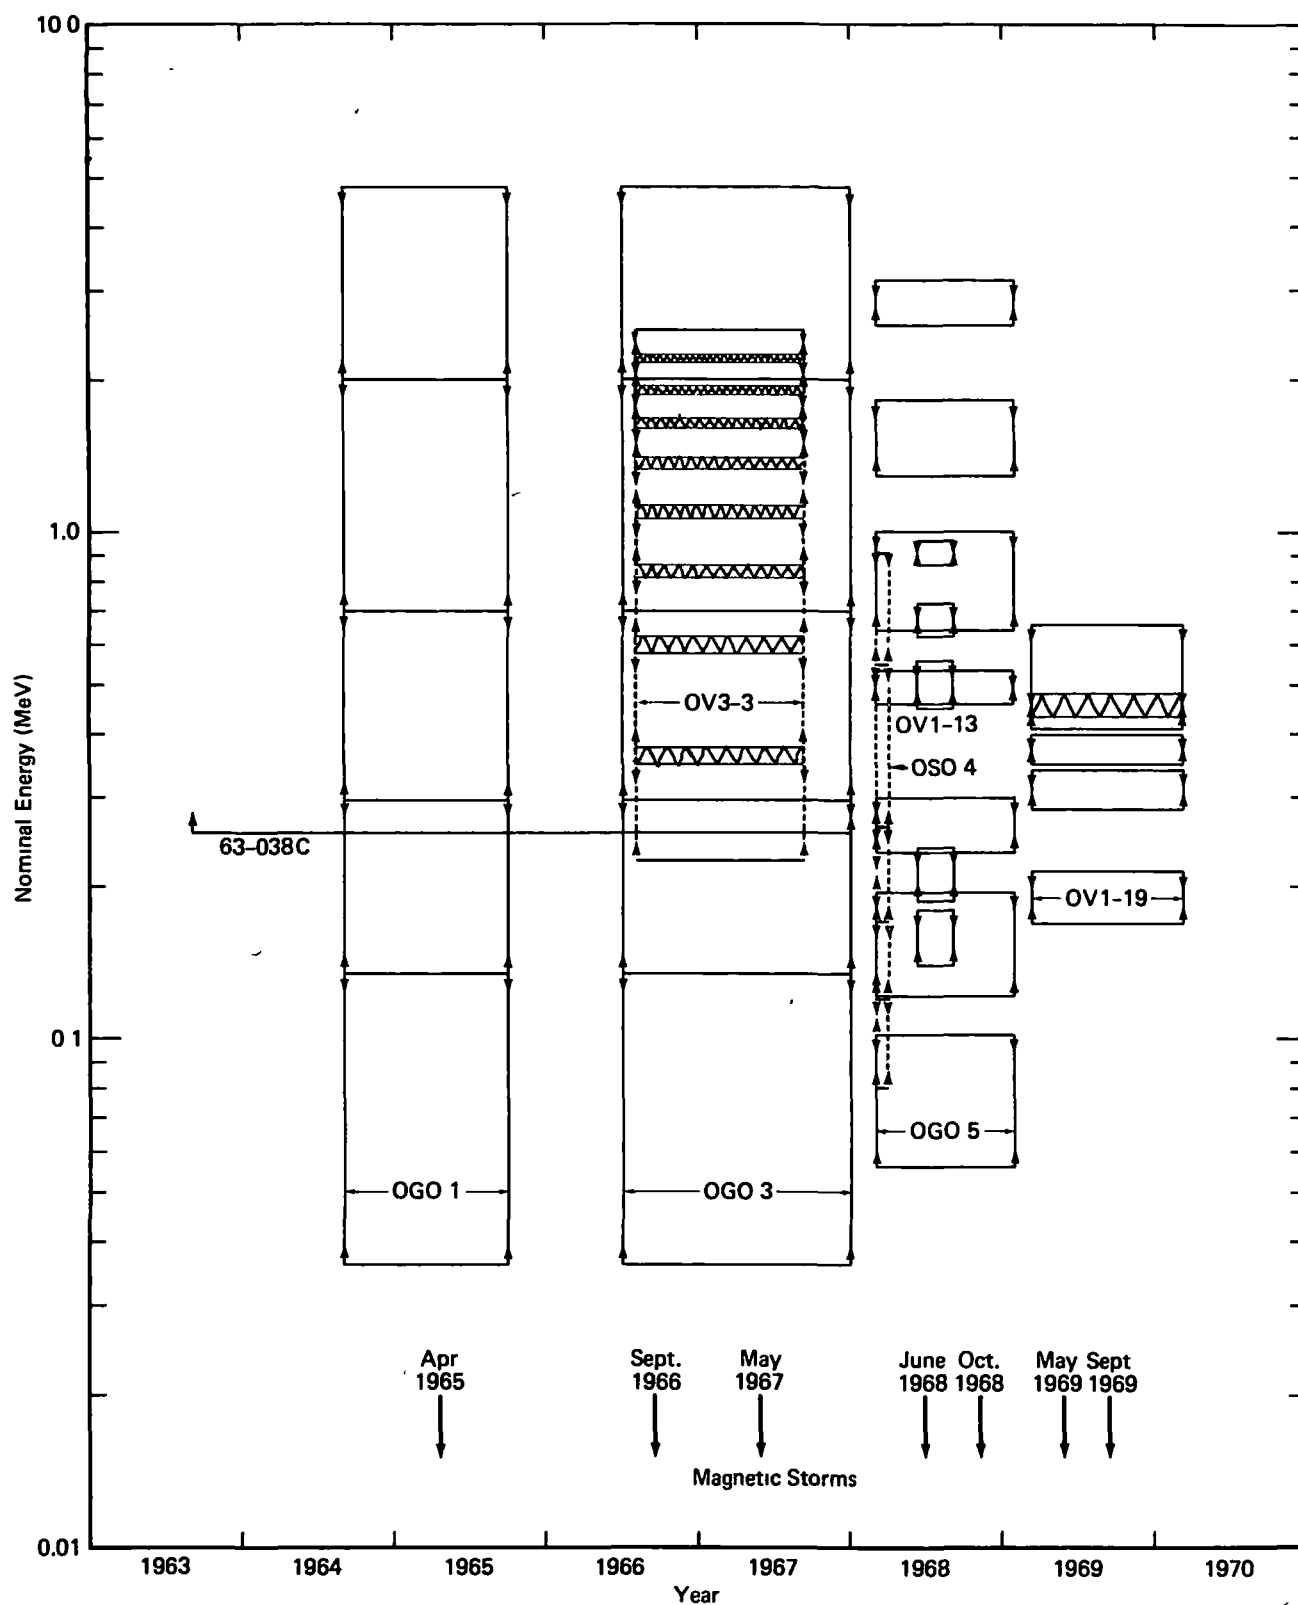 10 0
1.0
0 1
0.01
Nominal Energy (MeV)
63-038C
OV3-3
OV1-13
OSO 4
OV1-19
OGO 5
OGO 1
OGO 3
Apr
1965
Sept.
1966
May
1967
June
1968
Oct.
1968
May
1969
Sept
1969
Magnetic Storms
1963 1964 1965 1966 1967 1968 1969 1970
Year